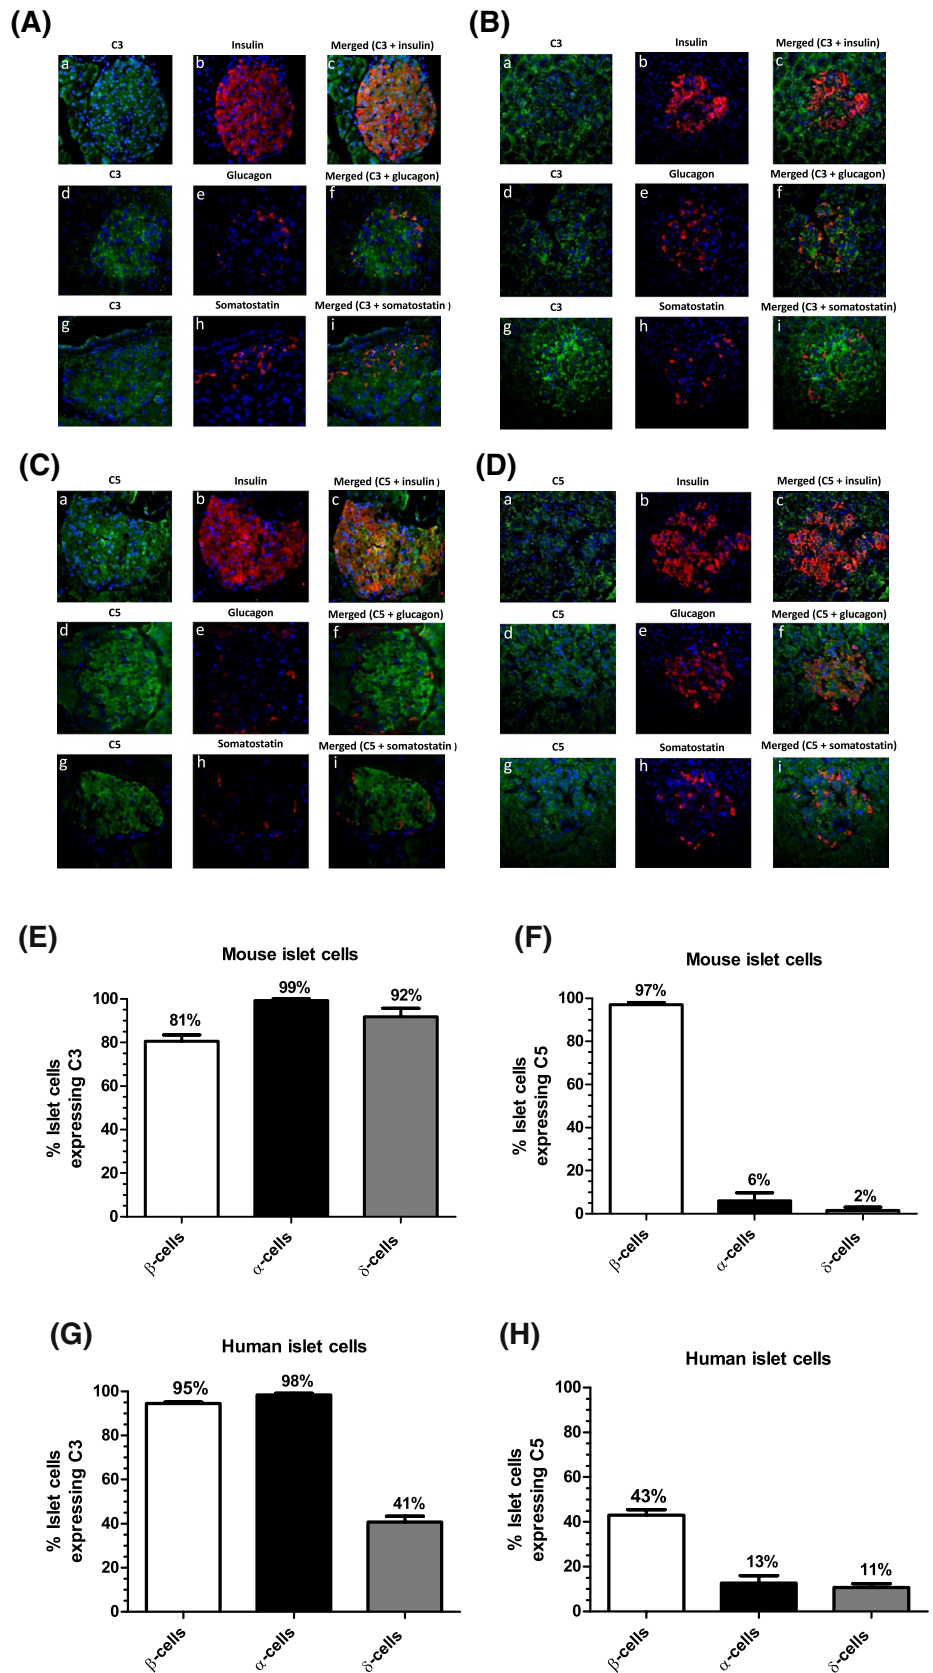 (A)
C3 Insulin Merged (C3 + insulin)
a b c
C3 Glucagon Merged (C3 + glucagon)
d e f
C3 Somatostatin Merged (C3 + somatostatin )
g h i
(B)
C3 Insulin Merged (C3 + insulin)
a b c
C3 Glucagon Merged (C3 + glucagon)
d e f
C3 Somatostatin Merged (C3 + somatostatin)
g h i
(C)
C5 Insulin Merged (C5 + insulin )
a b c
C5 Glucagon Merged (C5 + glucagon)
d e f
C5 Somatostatin Merged (C5 + somatostatin )
g h i
(D)
C5 Insulin Merged (C5 + insulin)
a b c
C5 Glucagon Merged (C5 + glucagon)
d e f
C5 Somatostatin Merged (C5 + somatostatin)
g h i
(E)
Mouse islet cells
% Islet cells
expressing C3
100
80
60
40
20
0
81% 99% 92%
β-cells α-cells δ-cells
(F)
Mouse islet cells
% Islet cells
expressing C5
100
80
60
40
20
0
97% 6% 2%
β-cells α-cells δ-cells
(G)
Human islet cells
% Islet cells
expressing C3
100
80
60
40
20
0
95% 98% 41%
β-cells α-cells δ-cells
(H)
Human islet cells
% Islet cells
expressing C5
100
80
60
40
20
0
43% 13% 11%
β-cells α-cells δ-cells